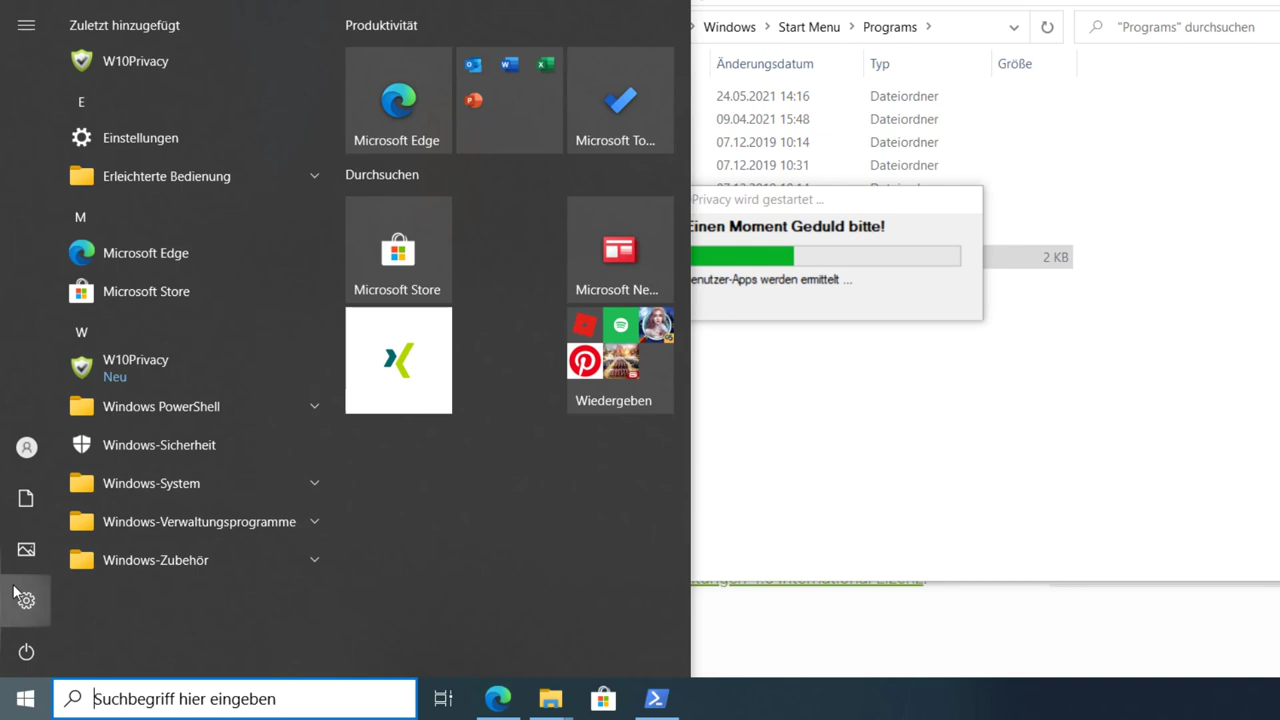 Zuletzt hinzugefügt
W10Privacy
E
Einstellungen
Erleichterte Bedienung
M
Microsoft Edge
Microsoft Store
W
W10Privacy
Neu
Windows PowerShell
Windows-Sicherheit
Windows-System
Windows-Verwaltungsprogramme
Windows-Zubehör
Produktivität
Microsoft Edge
Microsoft To...
Durchsuchen
Microsoft Store
Microsoft Ne...
Wiedergeben
Windows
Start Menu
Programs
"Programs" durchsuchen
Änderungsdatum Typ Größe
24.05.2021 14:16 Dateiordner
09.04.2021 15:48 Dateiordner
07.12.2019 10:14 Dateiordner
07.12.2019 10:31 Dateiordner
Privacy wird gestartet ...
Einen Moment Geduld bitte!
enutzer-Apps werden ermittelt ...
2 KB
Suchbegriff hier eingeben